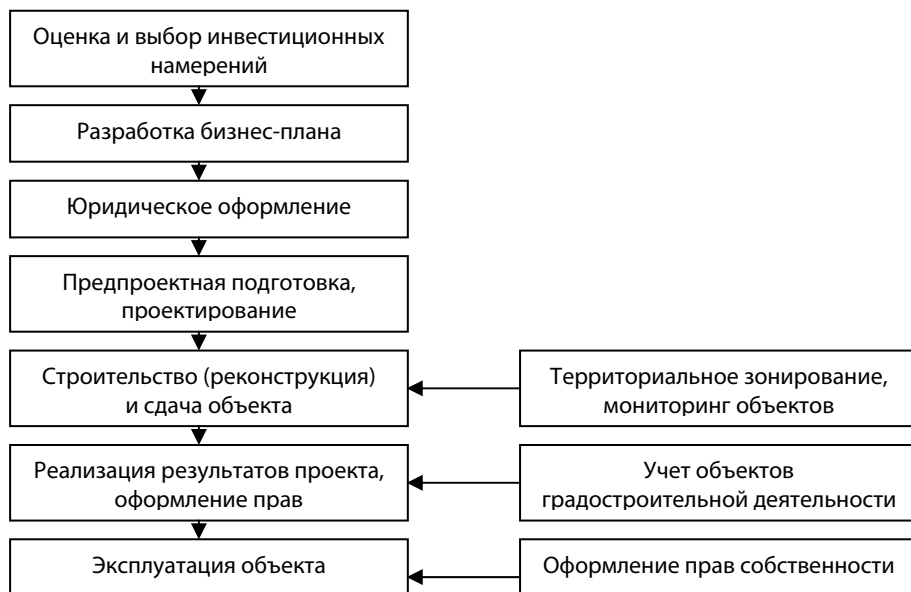 Оценка и выбор инвестиционных
намерений
Разработка бизнес-плана
Юридическое оформление
Предпроектная подготовка,
проектирование
Строительство (реконструкция)
и сдача объекта
Территориальное зонирование,
мониторинг объектов
Реализация результатов проекта,
оформление прав
Учет объектов
градостроительной деятельности
Эксплуатация объекта
Оформление прав собственности